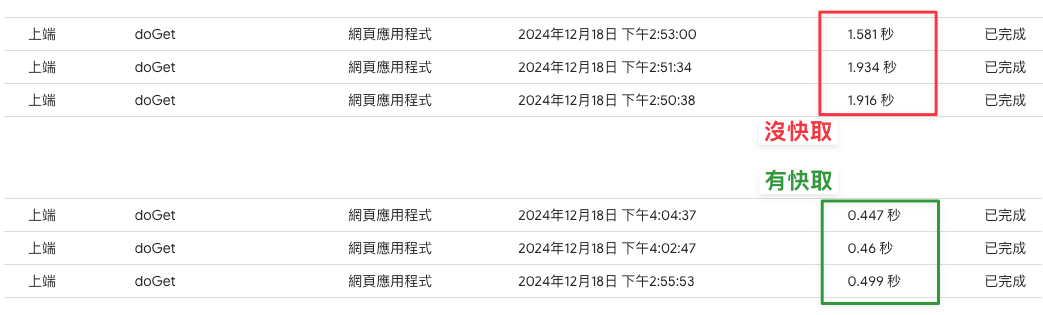 上端 doGet 網頁應用程式 2024年12月18日 下午2:53:00 1.581 秒 已完成
上端 doGet 網頁應用程式 2024年12月18日 下午2:51:34 1.934 秒 已完成
上端 doGet 網頁應用程式 2024年12月18日 下午2:50:38 1.916 秒 已完成
沒快取
有快取
上端 doGet 網頁應用程式 2024年12月18日 下午4:04:37 0.447 秒 已完成
上端 doGet 網頁應用程式 2024年12月18日 下午4:02:47 0.46 秒 已完成
上端 doGet 網頁應用程式 2024年12月18日 下午2:55:53 0.499 秒 已完成